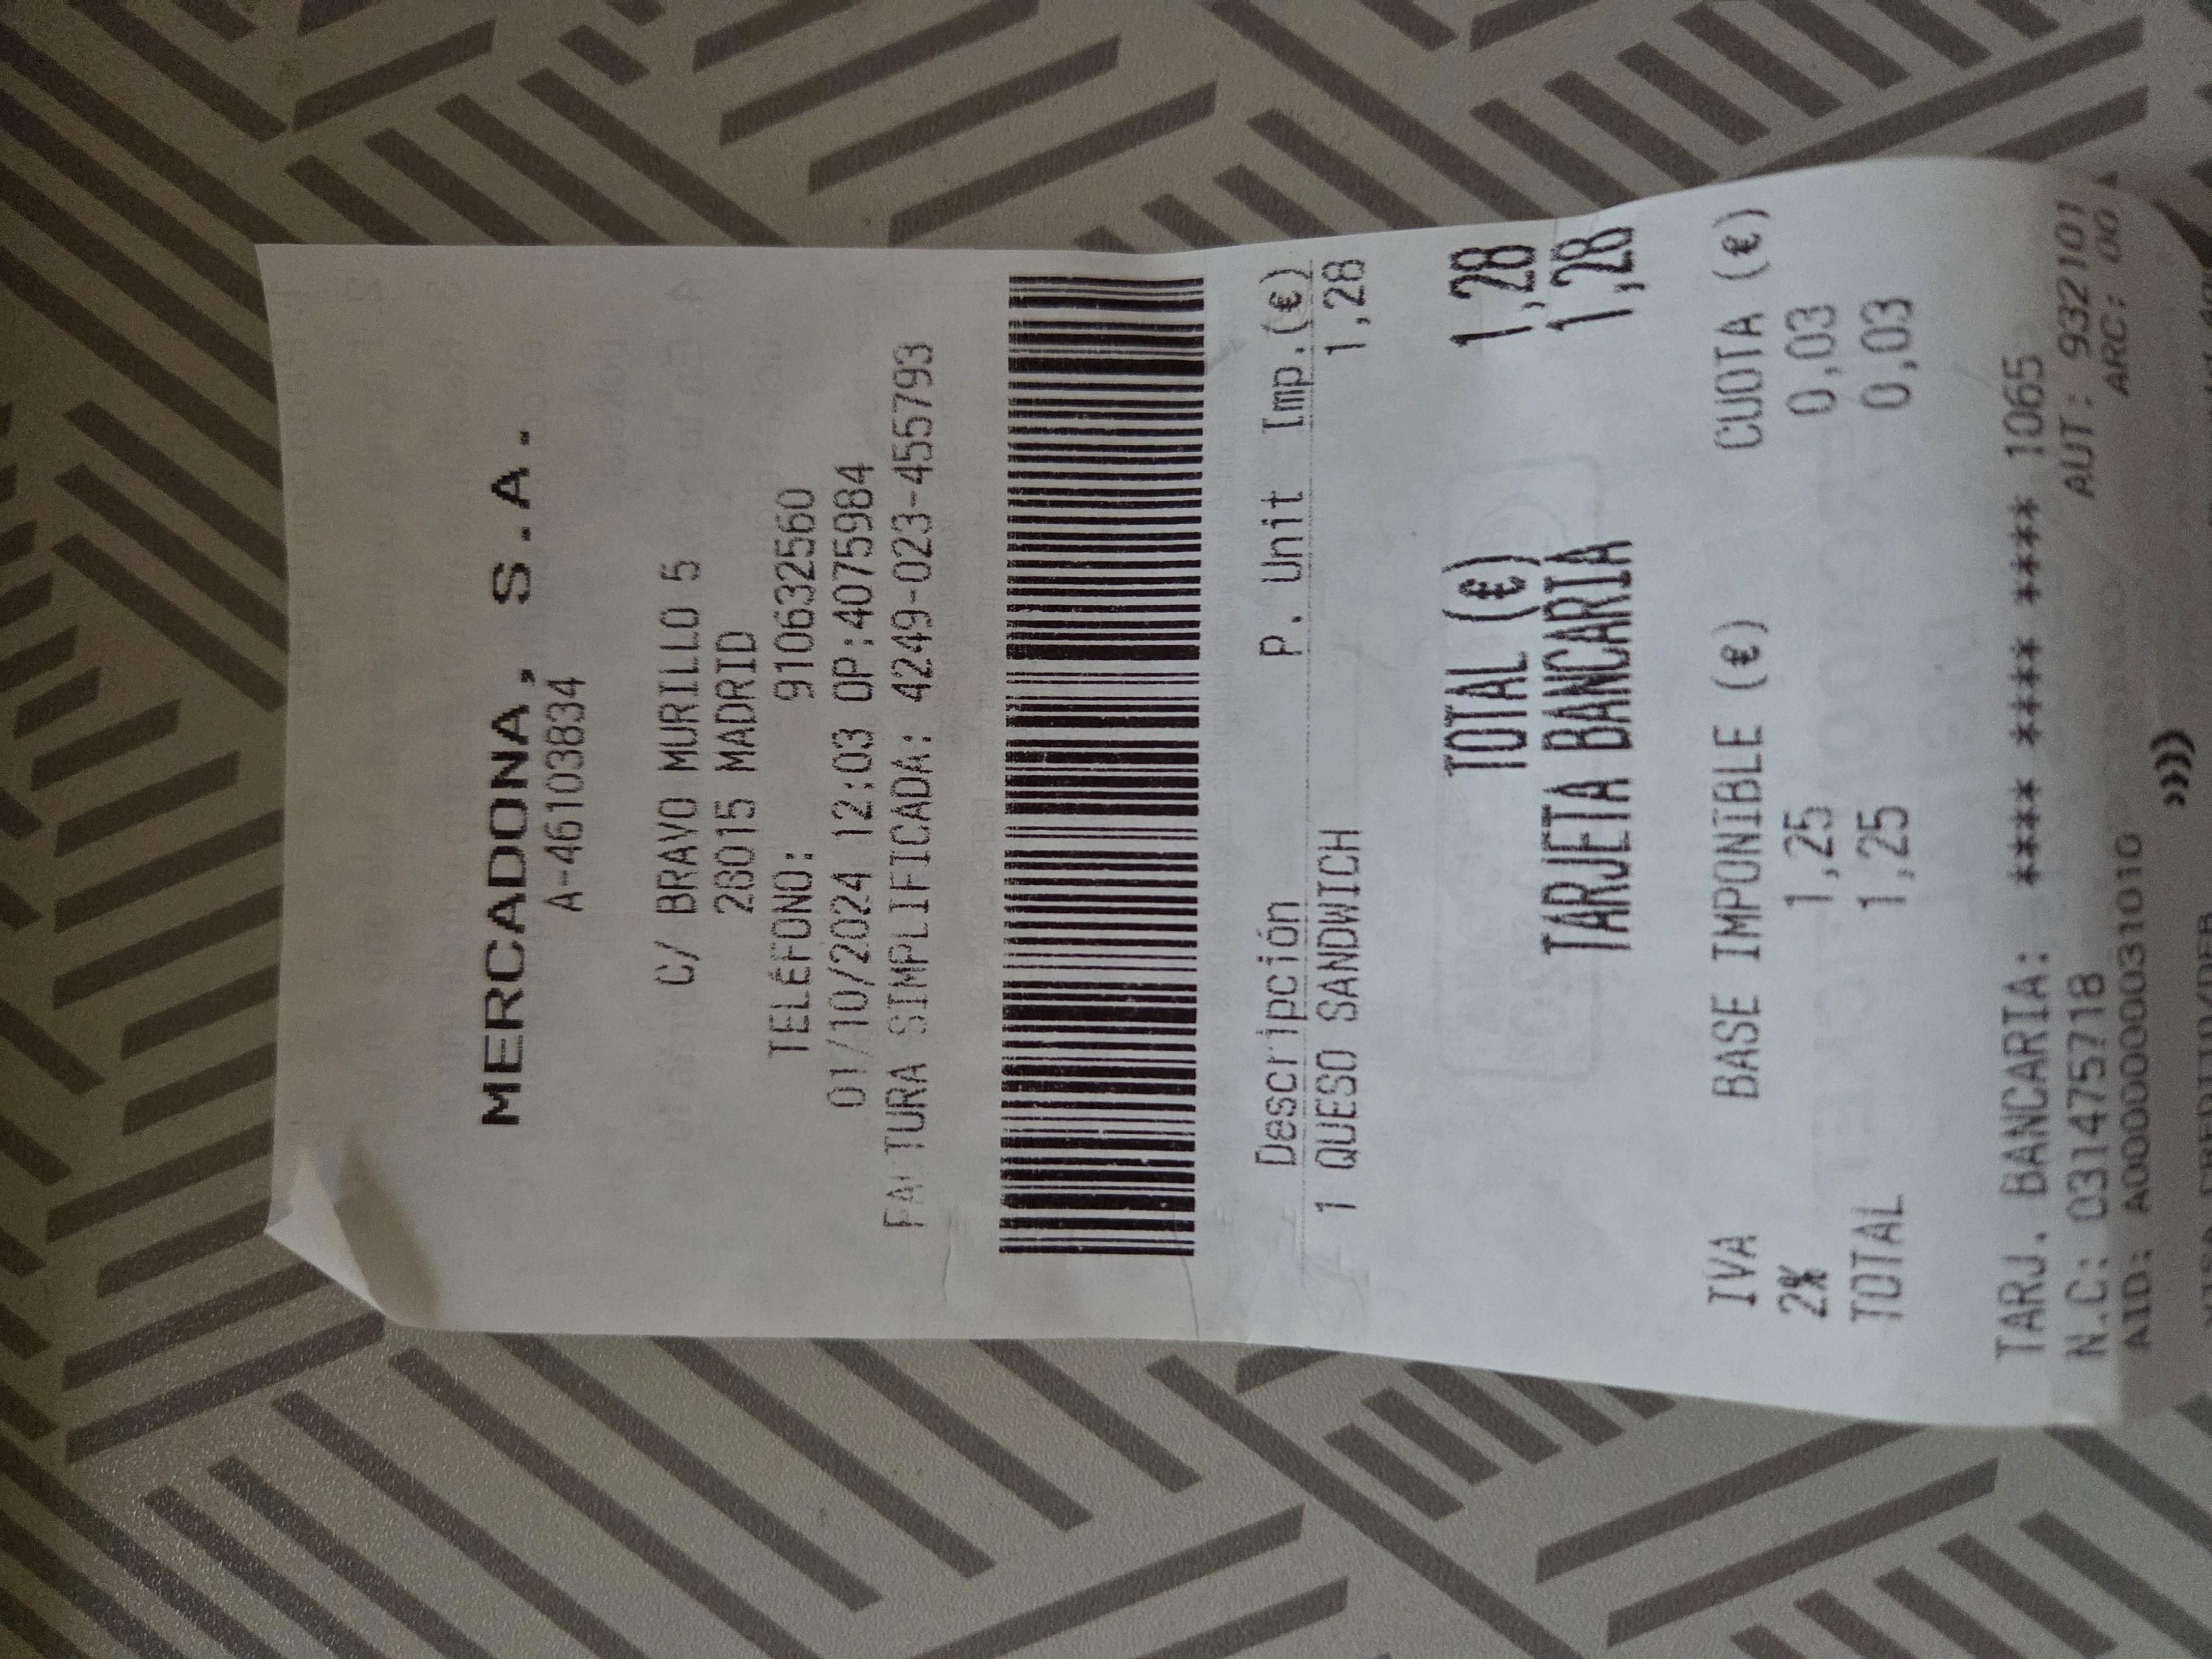 MERCADONA, S.A.
A-46103834
C/ BRAVO MURILLO 5
28015 MADRID
TELÉFONO: 910632560
01/10/2024 12:03 OP:4075984
FACTURA SIMPLIFICADA: 4249-023-455793
Descripción P. Unit Imp.(€)
1 QUESO SANDWICH 1,28
TOTAL (€) 1,28
TARJETA BANCARIA 1,28
IVA BASE IMPONIBLE (€) CUOTA (€)
2% 1,25 0,03
TOTAL 1,25 0,03
TARJ. BANCARIA: **** **** **** 1065
N.C: 031475718 AUT: 932101
AID: A0000000031010 ARC: 00
VISA CREDITO/DEB